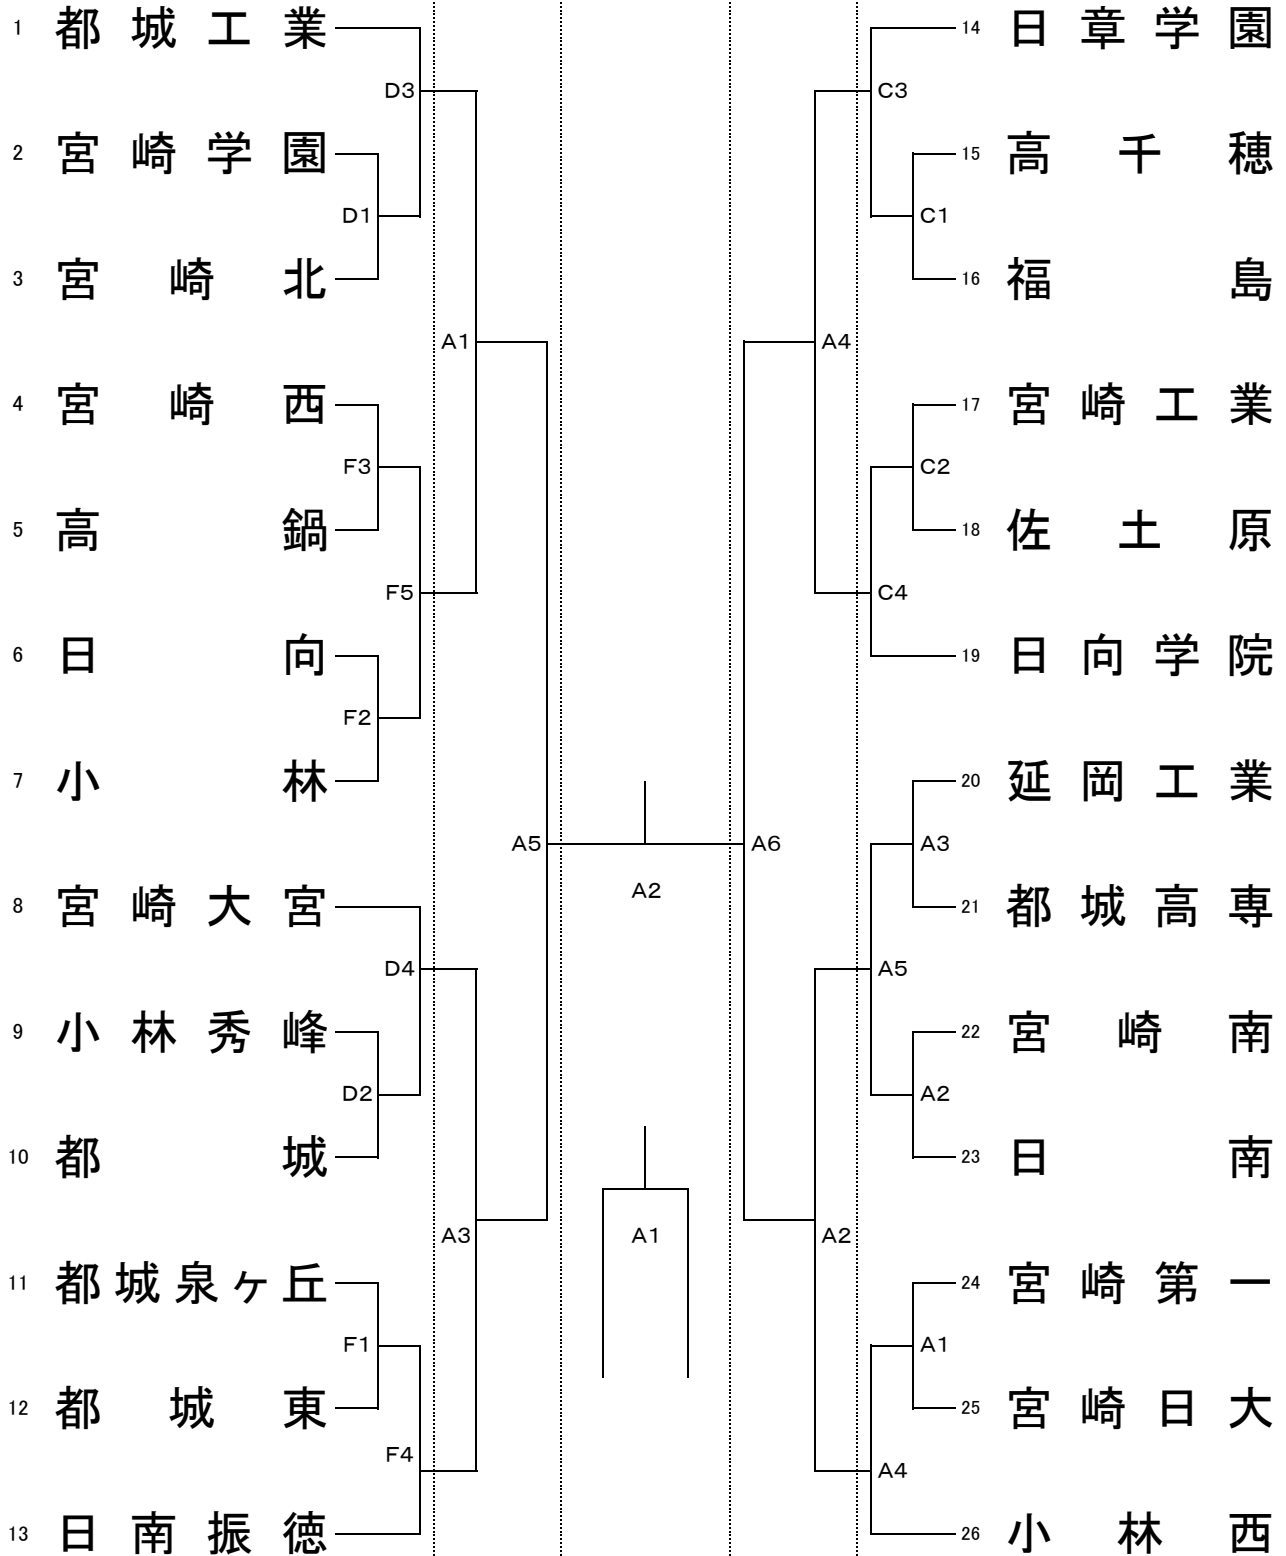 1 都城工業
D3
2 宮崎学園
D1
3 宮崎北
A1
4 宮崎西
F3
5 高鍋
F5
6 日向
F2
7 小林
A5
8 宮崎大宮
D4
9 小林秀峰
D2
10 都城
A3
11 都城泉ヶ丘
F1
12 都城東
F4
13 日南振徳
A2
A1
14 日章学園
C3
15 高千穂
C1
16 福島
A4
17 宮崎工業
C2
18 佐土原
C4
19 日向学院
A6
20 延岡工業
A3
21 都城高専
A5
22 宮崎南
A2
23 日南
A2
24 宮崎第一
A1
25 宮崎日大
A4
26 小林西